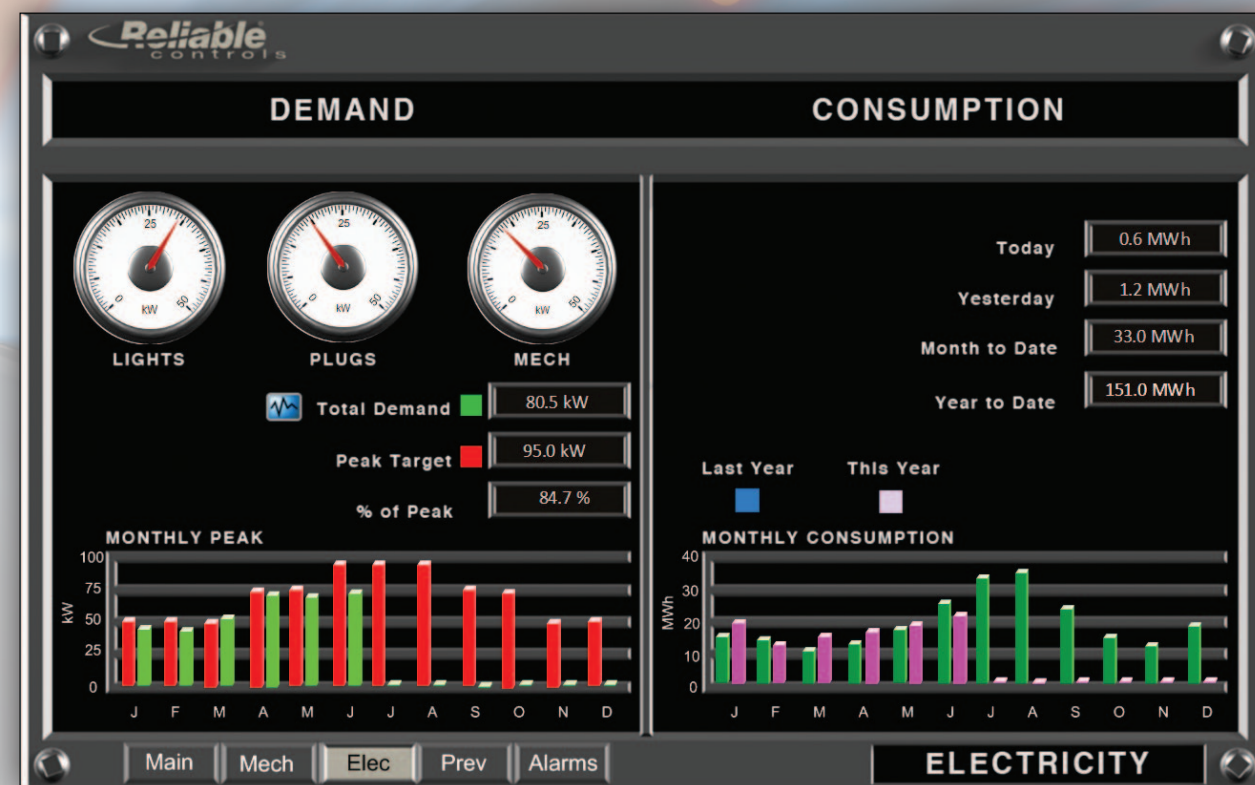 Reliable
controls
DEMAND
CONSUMPTION
25
0
50
kW
LIGHTS
25
0
50
kW
PLUGS
25
0
50
kW
MECH
Total Demand
80.5 kW
Peak Target
95.0 kW
% of Peak
84.7 %
MONTHLY PEAK
kW
100
75
50
25
0
J F M A M J J A S O N D
Today
0.6 MWh
Yesterday
1.2 MWh
Month to Date
33.0 MWh
Year to Date
151.0 MWh
Last Year This Year
MONTHLY CONSUMPTION
MWh
40
30
20
10
0
J F M A M J J A S O N D
Main Mech Elec Prev Alarms
ELECTRICITY